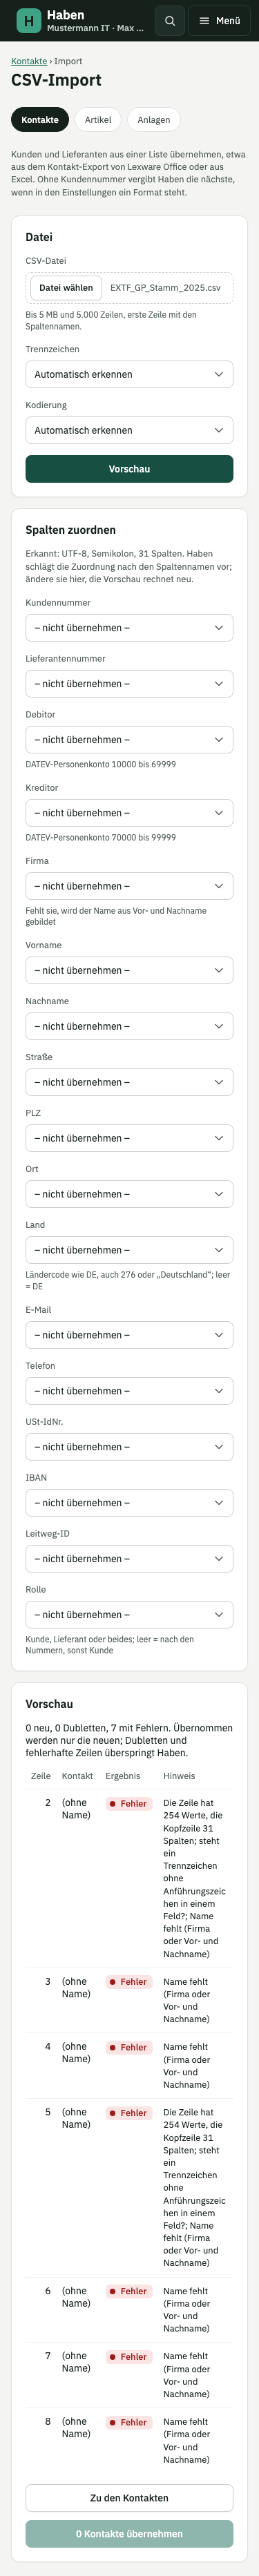 H
Haben
Mustermann IT · Max ...
Menü
Kontakte › Import
CSV-Import
Kontakte
Artikel
Anlagen
Kunden und Lieferanten aus einer Liste übernehmen, etwa
aus dem Kontakt-Export von Lexware Office oder aus
Excel. Ohne Kundennummer vergibt Haben die nächste,
wenn in den Einstellungen ein Format steht.
Datei
CSV-Datei
Datei wählen
EXTF_GP_Stamm_2025.csv
Bis 5 MB und 5.000 Zeilen, erste Zeile mit den
Spaltennamen.
Trennzeichen
Automatisch erkennen
Kodierung
Automatisch erkennen
Vorschau
Spalten zuordnen
Erkannt: UTF-8, Semikolon, 31 Spalten. Haben
schlägt die Zuordnung nach den Spaltennamen vor;
ändere sie hier, die Vorschau rechnet neu.
Kundennummer
– nicht übernehmen –
Lieferantennummer
– nicht übernehmen –
Debitor
– nicht übernehmen –
DATEV-Personenkonto 10000 bis 69999
Kreditor
– nicht übernehmen –
DATEV-Personenkonto 70000 bis 99999
Firma
– nicht übernehmen –
Fehlt sie, wird der Name aus Vor- und Nachname
gebildet
Vorname
– nicht übernehmen –
Nachname
– nicht übernehmen –
Straße
– nicht übernehmen –
PLZ
– nicht übernehmen –
Ort
– nicht übernehmen –
Land
– nicht übernehmen –
Ländercode wie DE, auch 276 oder „Deutschland“; leer
= DE
E-Mail
– nicht übernehmen –
Telefon
– nicht übernehmen –
USt-IdNr.
– nicht übernehmen –
IBAN
– nicht übernehmen –
Leitweg-ID
– nicht übernehmen –
Rolle
– nicht übernehmen –
Kunde, Lieferant oder beides; leer = nach den
Nummern, sonst Kunde
Vorschau
0 neu, 0 Dubletten, 7 mit Fehlern. Übernommen
werden nur die neuen; Dubletten und
fehlerhafte Zeilen überspringt Haben.
Zeile Kontakt Ergebnis Hinweis
2 (ohne Name) Fehler Die Zeile hat
254 Werte, die
Kopfzeile 31
Spalten; steht
ein
Trennzeichen
ohne
Anführungszeic
hen in einem
Feld?; Name
fehlt (Firma
oder Vor- und
Nachname)
3 (ohne Name) Fehler Name fehlt
(Firma oder
Vor- und
Nachname)
4 (ohne Name) Fehler Name fehlt
(Firma oder
Vor- und
Nachname)
5 (ohne Name) Fehler Die Zeile hat
254 Werte, die
Kopfzeile 31
Spalten; steht
ein
Trennzeichen
ohne
Anführungszeic
hen in einem
Feld?; Name
fehlt (Firma
oder Vor- und
Nachname)
6 (ohne Name) Fehler Name fehlt
(Firma oder
Vor- und
Nachname)
7 (ohne Name) Fehler Name fehlt
(Firma oder
Vor- und
Nachname)
8 (ohne Name) Fehler Name fehlt
(Firma oder
Vor- und
Nachname)
Zu den Kontakten
0 Kontakte übernehmen